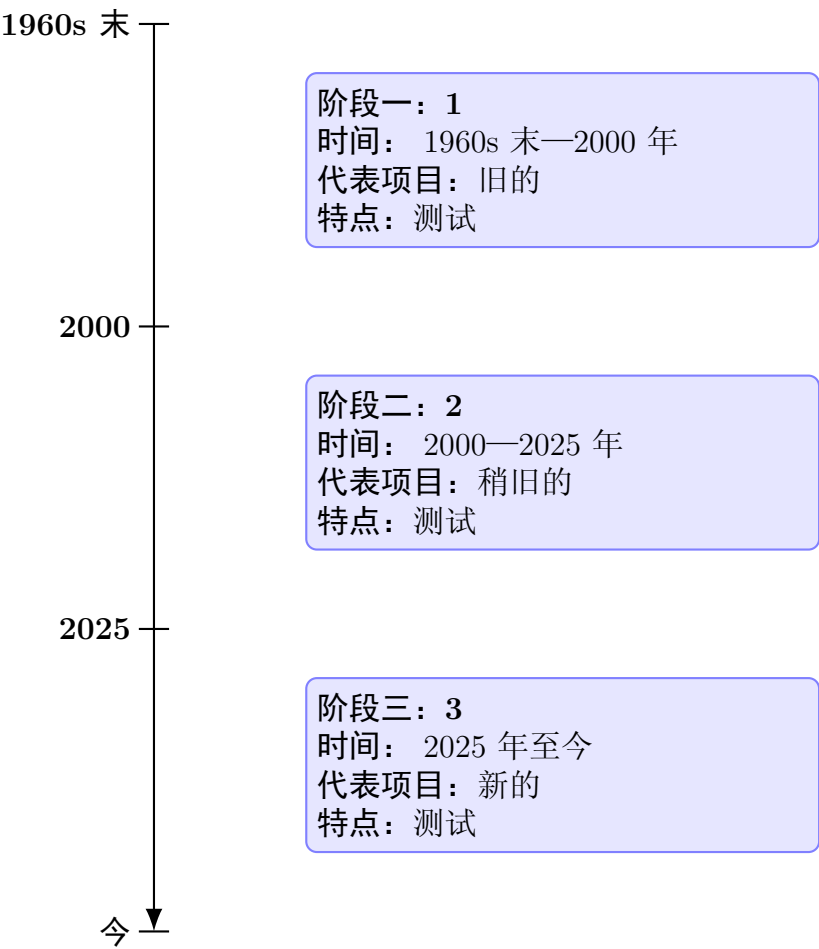 1960s 末
阶段一：1
时间： 1960s 末—2000 年
代表项目：旧的
特点：测试
2000
阶段二：2
时间： 2000—2025 年
代表项目：稍旧的
特点：测试
2025
阶段三：3
时间： 2025 年至今
代表项目：新的
特点：测试
今